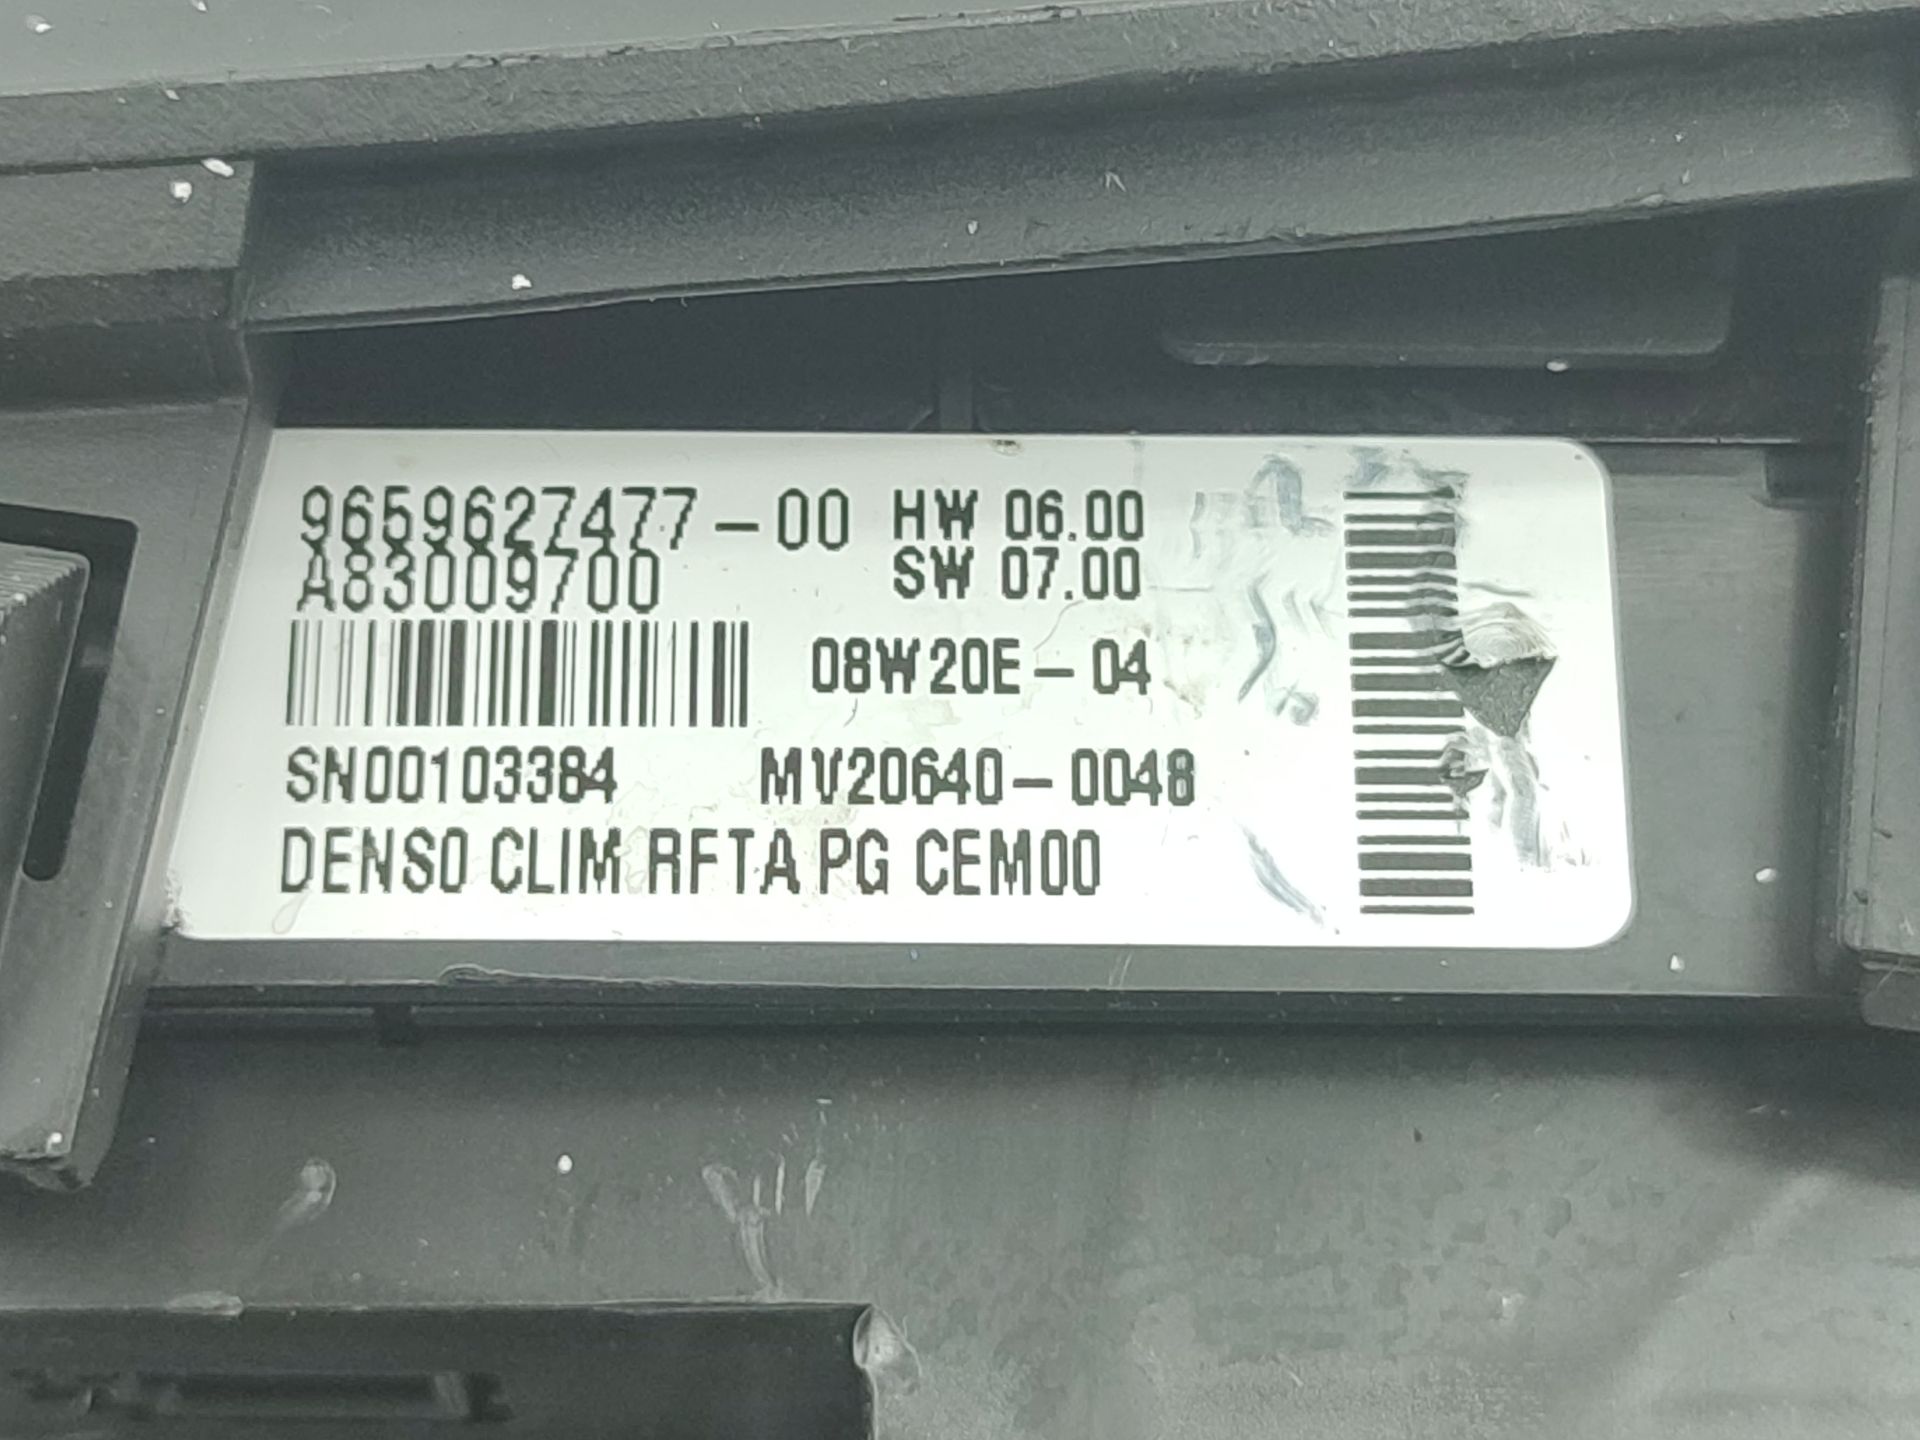 9659627477-00 HW 06.00
A83009700 SW 07.00
08W20E-04
SN00103384 MV20640-0048
DENSO CLIM RFTA PG CEM00